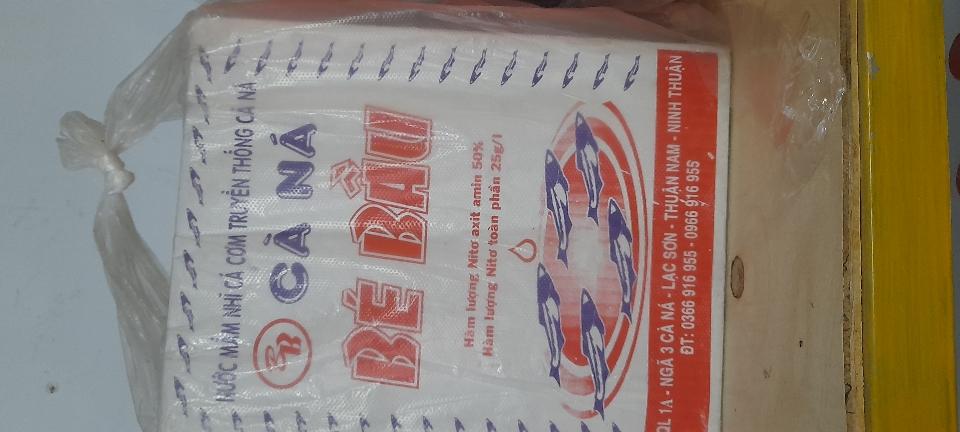 NƯỚC MẮM NHỈ CÁ CƠM TRUYỀN THỐNG CÀ NÁ
BB CÀ NÁ
BÉ BẦU
Hàm lượng Nitơ axit amin 50%
Hàm lượng Nitơ toàn phần 25g/l
QL 1A - NGÃ 3 CÀ NÁ - LẠC SƠN - THUẬN NAM - NINH THUẬN
ĐT: 0366 916 955 - 0966 916 955